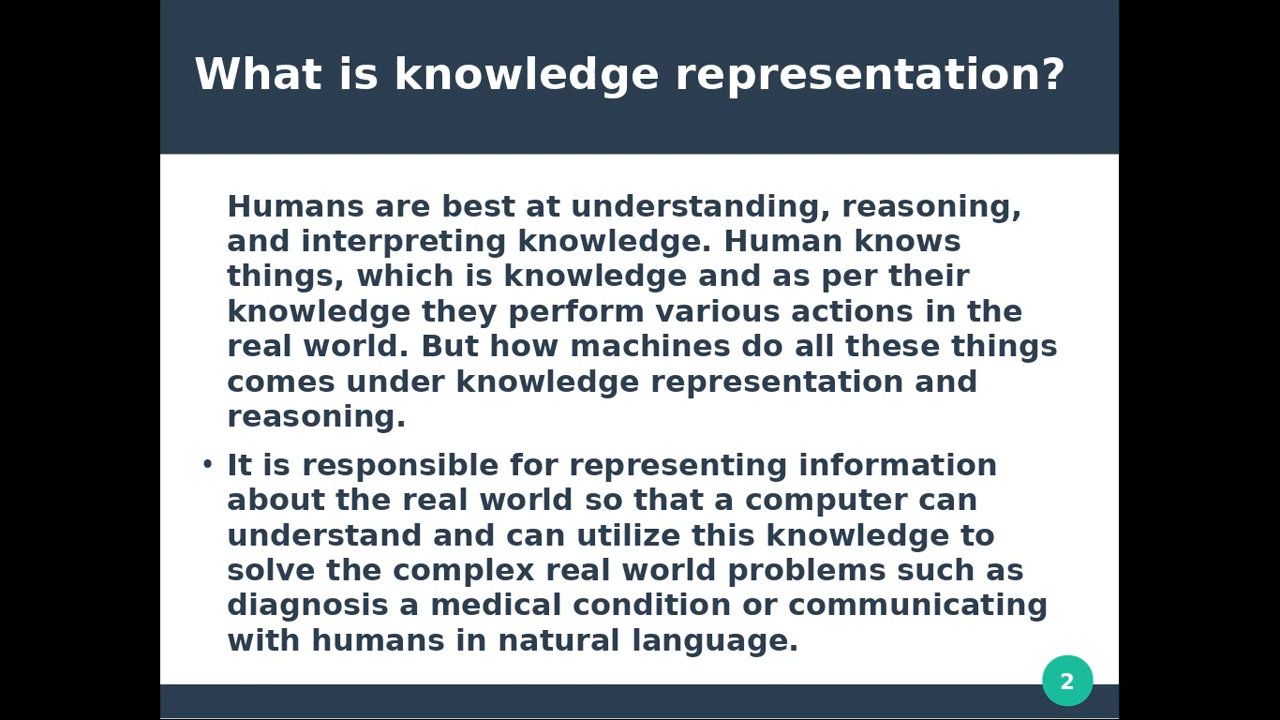 What is knowledge representation?
Humans are best at understanding, reasoning,
and interpreting knowledge. Human knows
things, which is knowledge and as per their
knowledge they perform various actions in the
real world. But how machines do all these things
comes under knowledge representation and
reasoning.
• It is responsible for representing information
about the real world so that a computer can
understand and can utilize this knowledge to
solve the complex real world problems such as
diagnosis a medical condition or communicating
with humans in natural language.
2